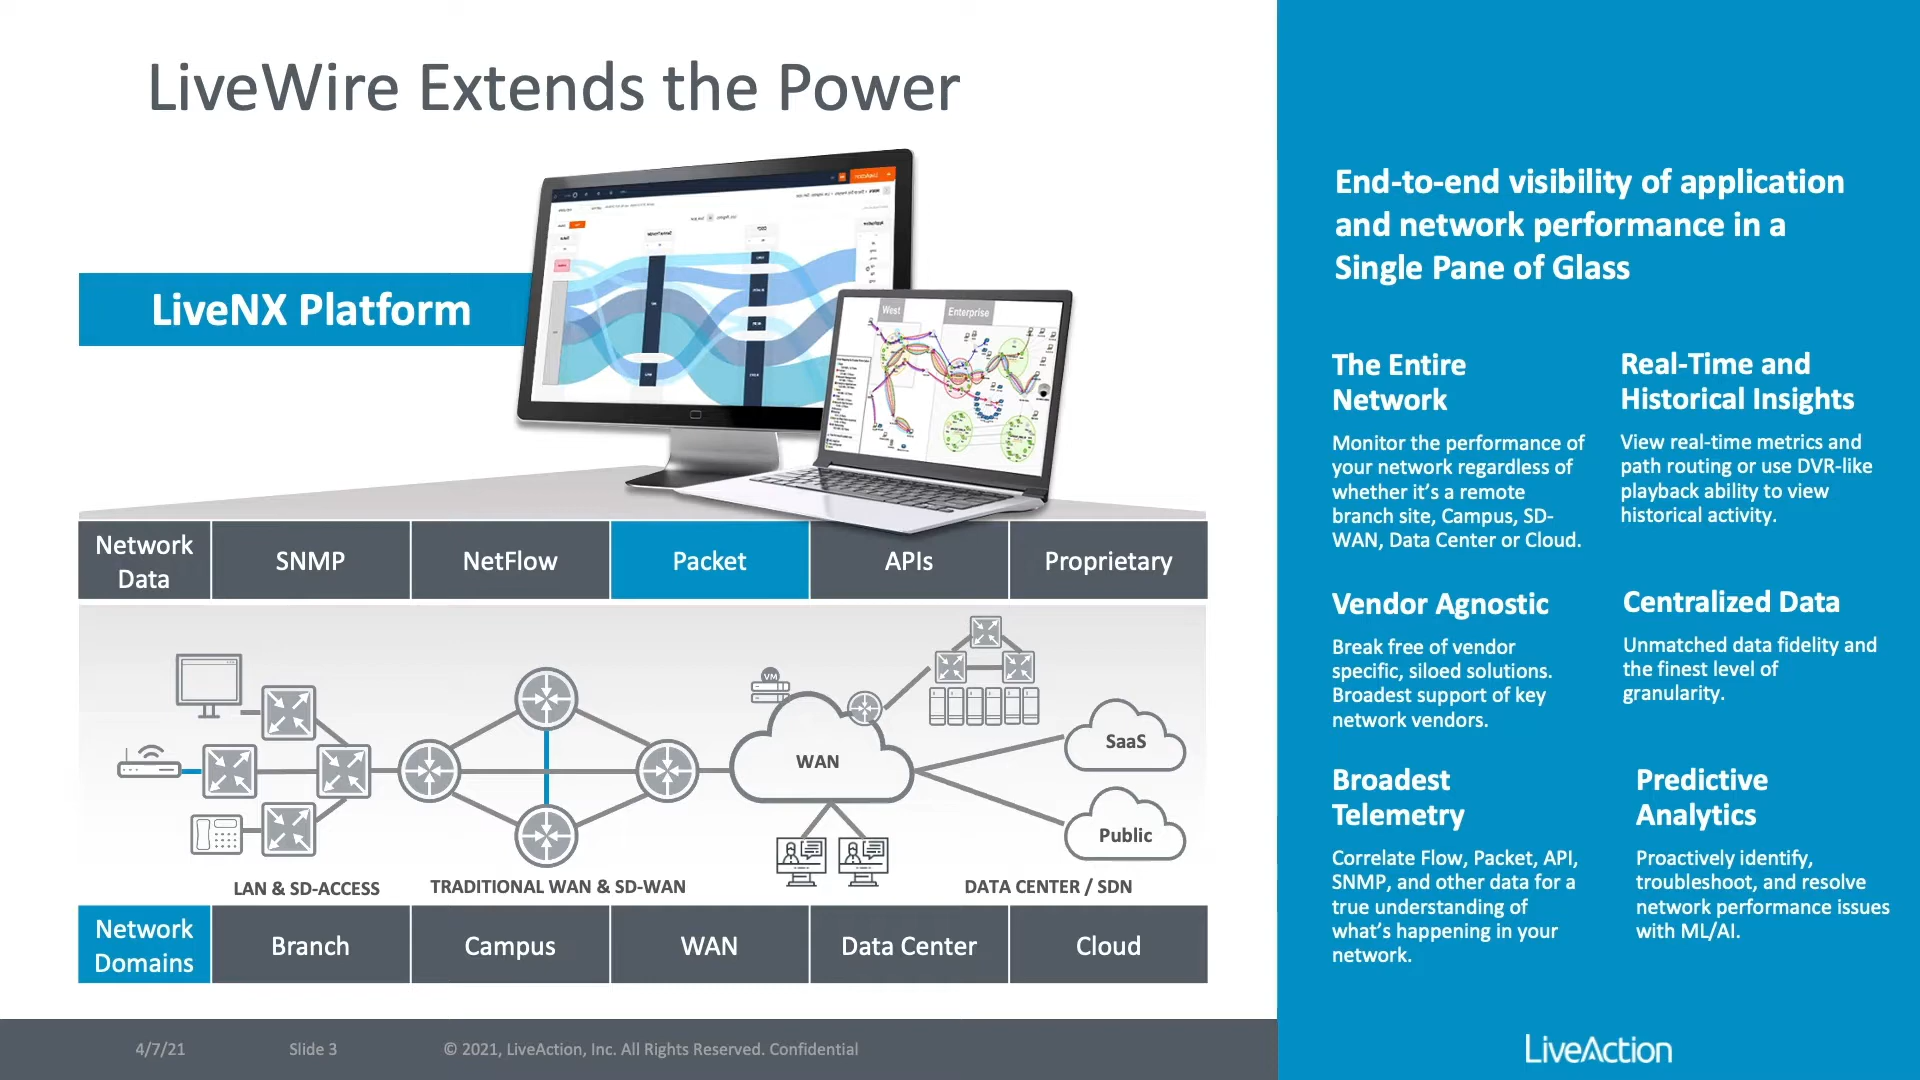 LiveWire Extends the Power
LiveNX Platform
West
Enterprise
Network
Data
SNMP
NetFlow
Packet
APIs
Proprietary
VM
WAN
SaaS
Public
LAN & SD-ACCESS
TRADITIONAL WAN & SD-WAN
DATA CENTER / SDN
Network
Domains
Branch
Campus
WAN
Data Center
Cloud
4/7/21
Slide 3
© 2021, LiveAction, Inc. All Rights Reserved. Confidential
End-to-end visibility of application
and network performance in a
Single Pane of Glass
The Entire
Network
Monitor the performance of
your network regardless of
whether it’s a remote
branch site, Campus, SD-
WAN, Data Center or Cloud.
Real-Time and
Historical Insights
View real-time metrics and
path routing or use DVR-like
playback ability to view
historical activity.
Vendor Agnostic
Break free of vendor
specific, siloed solutions.
Broadest support of key
network vendors.
Centralized Data
Unmatched data fidelity and
the finest level of
granularity.
Broadest
Telemetry
Correlate Flow, Packet, API,
SNMP, and other data for a
true understanding of
what’s happening in your
network.
Predictive
Analytics
Proactively identify,
troubleshoot, and resolve
network performance issues
with ML/AI.
LiveAction